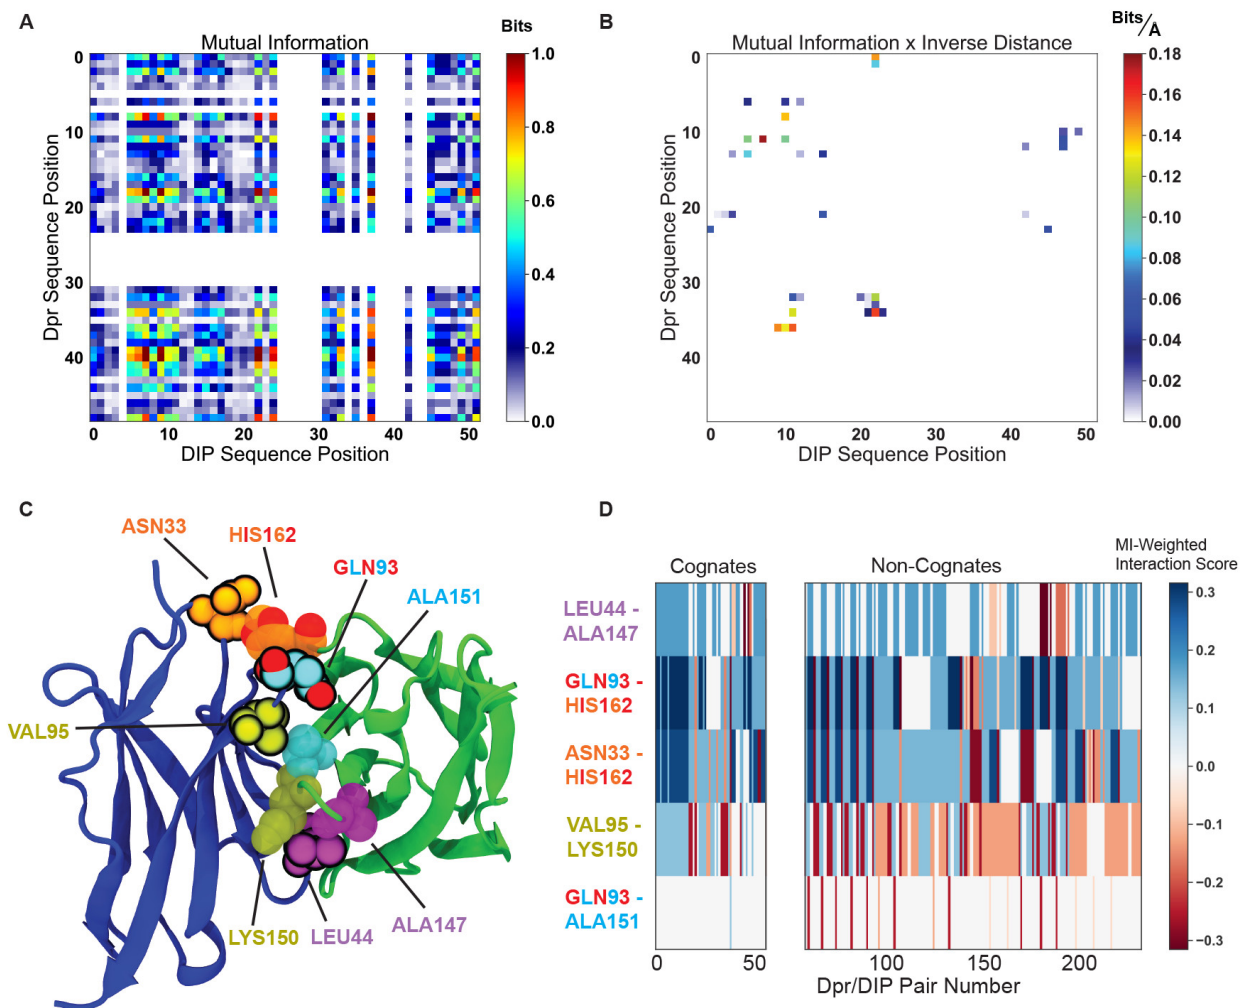 A
Mutual Information
Bits
0
10
20
30
40
Dpr Sequence Position
0
10
20
30
40
50
DIP Sequence Position
1.0
0.8
0.6
0.4
0.2
0.0
B
Mutual Information x Inverse Distance
Bits/Å
0
10
20
30
40
Dpr Sequence Position
0
10
20
30
40
50
DIP Sequence Position
0.18
0.16
0.14
0.12
0.10
0.08
0.06
0.04
0.02
0.00
C
ASN33
HIS162
GLN93
ALA151
VAL95
LYS150
LEU44
ALA147
D
Cognates
Non-Cognates
MI-Weighted
Interaction Score
LEU44 -
ALA147
GLN93 -
HIS162
ASN33 -
HIS162
VAL95 -
LYS150
GLN93 -
ALA151
0
50
100
150
200
Dpr/DIP Pair Number
0.3
0.2
0.1
0.0
−0.1
−0.2
−0.3